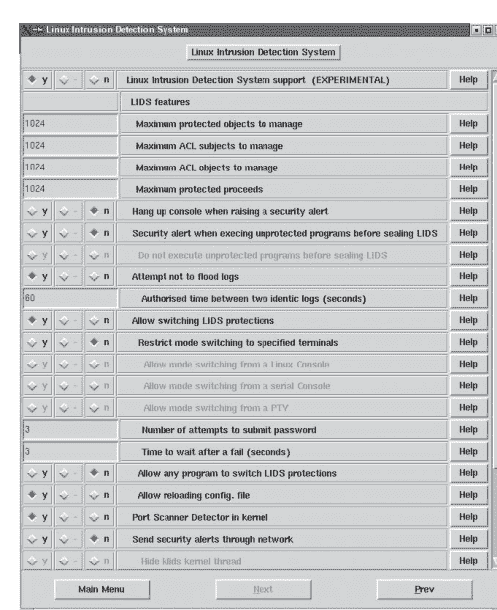 Linux Intrusion Detection System
Linux Intrusion Detection System
y - n Linux Intrusion Detection System support (EXPERIMENTAL) Help
LIDS features
1024 Maximum protected objects to manage Help
1024 Maximum ACL subjects to manage Help
1024 Maximum ACL objects to manage Help
1024 Maximum protected proceeds Help
y - n Hang up console when raising a security alert Help
y - n Security alert when execing unprotected programs before sealing LIDS Help
y - n Do not execute unprotected programs before sealing LIDS Help
y - n Attempt not to flood logs Help
60 Authorised time between two identic logs (seconds) Help
y - n Allow switching LIDS protections Help
y - n Restrict mode switching to specified terminals Help
y - n Allow mode switching from a Linux Console Help
y - n Allow mode switching from a serial Console Help
y - n Allow mode switching from a PTY Help
3 Number of attempts to submit password Help
3 Time to wait after a fail (seconds) Help
y - n Allow any program to switch LIDS protections Help
y - n Allow reloading config. file Help
y - n Port Scanner Detector in kernel Help
y - n Send security alerts through network Help
y - n Hide klids kernel thread Help
Main Menu Next Prev